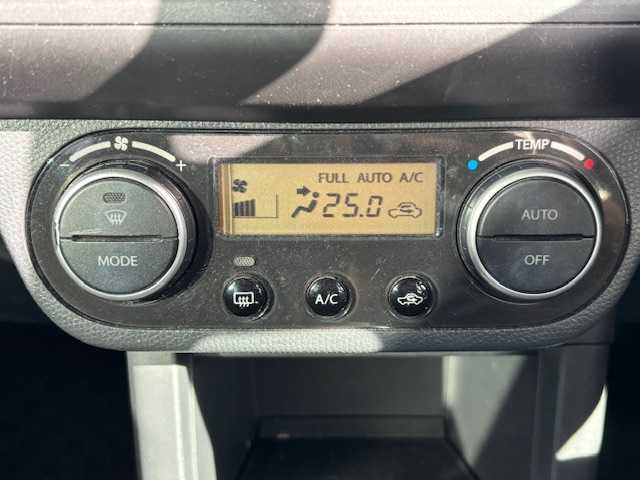 − +
TEMP
FULL AUTO A/C
25.0
MODE
AUTO
OFF
A/C